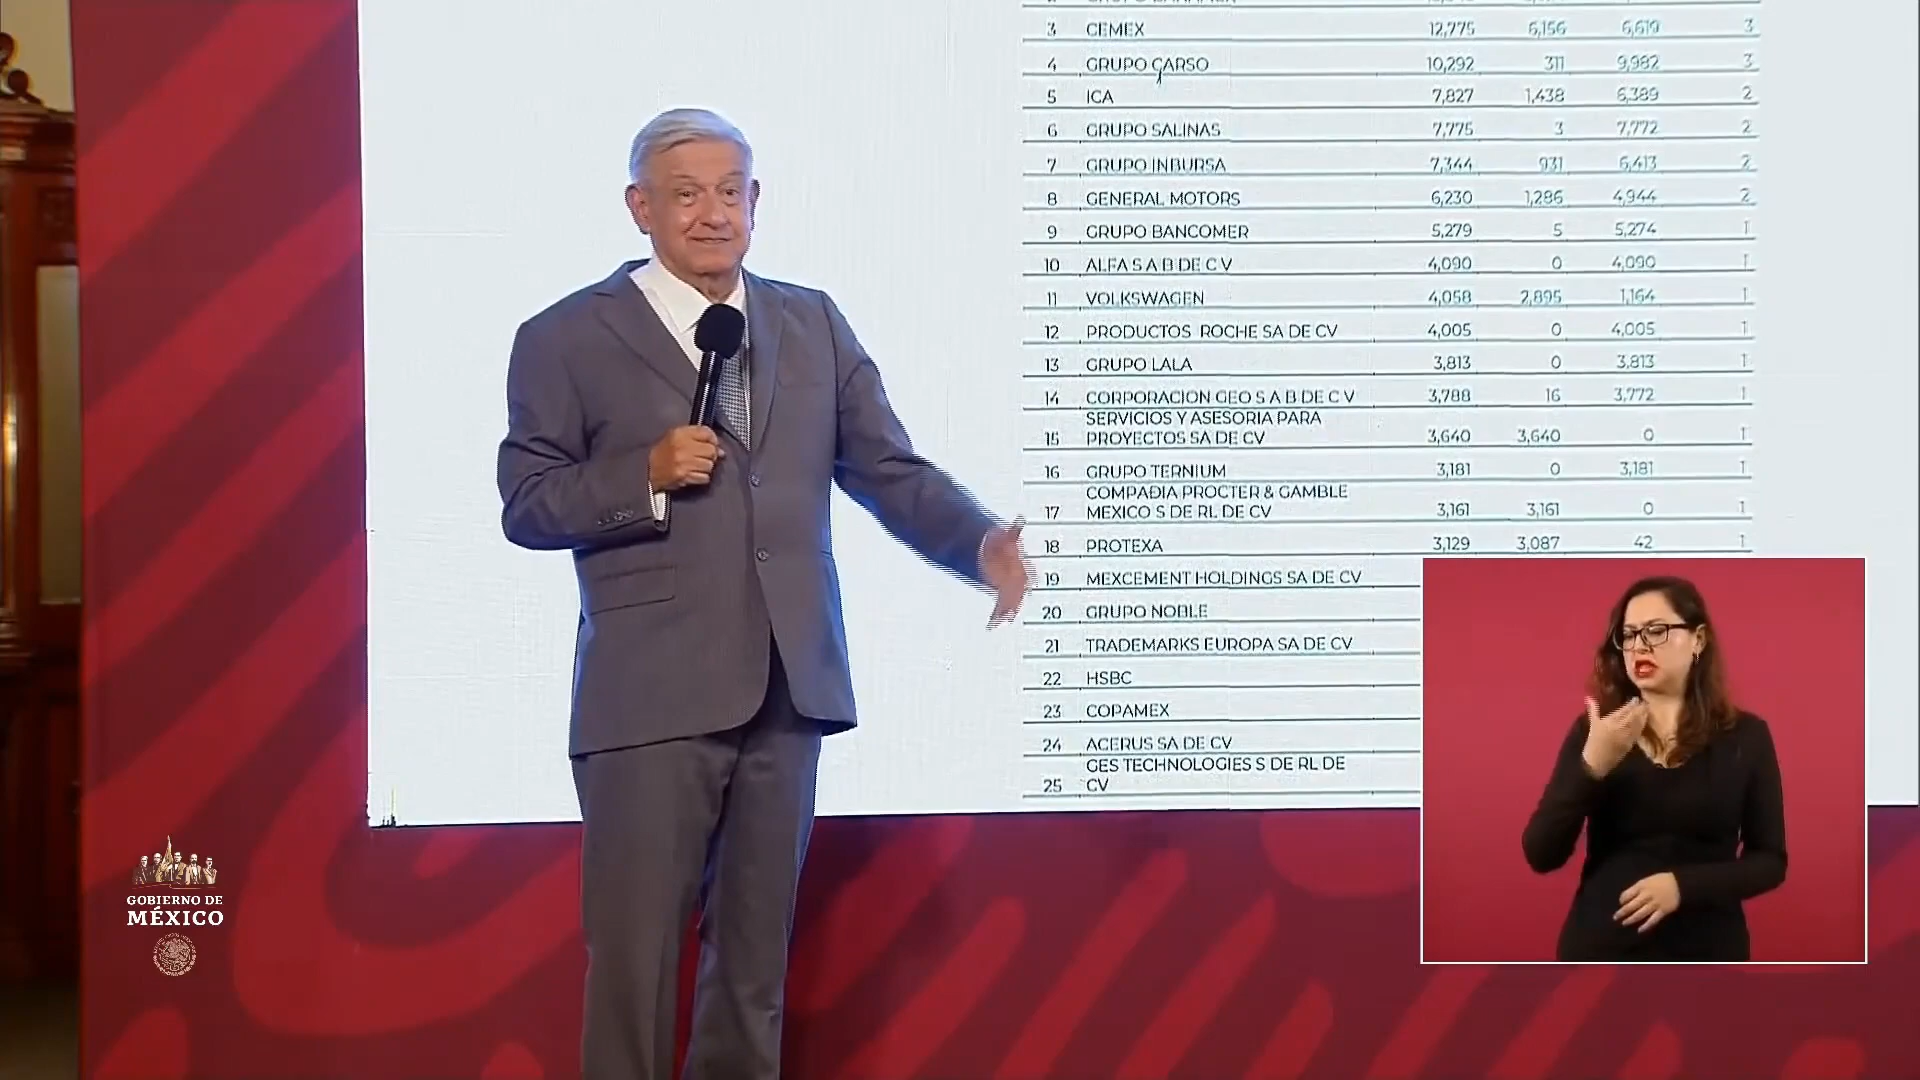 3 CEMEX 12,775 6,156 6,619 3
4 GRUPO CARSO 10,292 311 9,982 3
5 ICA 7,827 1,438 6,389 2
6 GRUPO SALINAS 7,775 3 7,772 2
7 GRUPO INBURSA 7,344 931 6,413 2
8 GENERAL MOTORS 6,230 1,286 4,944 2
9 GRUPO BANCOMER 5,279 5 5,274 1
10 ALFA S A B DE C V 4,090 0 4,090 1
11 VOLKSWAGEN 4,058 2,895 1,164 1
12 PRODUCTOS ROCHE SA DE CV 4,005 0 4,005 1
13 GRUPO LALA 3,813 0 3,813 1
14 CORPORACION GEO S A B DE C V 3,788 16 3,772 1
SERVICIOS Y ASESORIA PARA
15 PROYECTOS SA DE CV 3,640 3,640 0 1
16 GRUPO TERNIUM 3,181 0 3,181 1
COMPAÐIA PROCTER & GAMBLE
17 MEXICO S DE RL DE CV 3,161 3,161 0 1
18 PROTEXA 3,129 3,087 42 1
19 MEXCEMENT HOLDINGS SA DE CV
20 GRUPO NOBLE
21 TRADEMARKS EUROPA SA DE CV
22 HSBC
23 COPAMEX
24 ACERUS SA DE CV
GES TECHNOLOGIES S DE RL DE
25 CV
GOBIERNO DE
MÉXICO